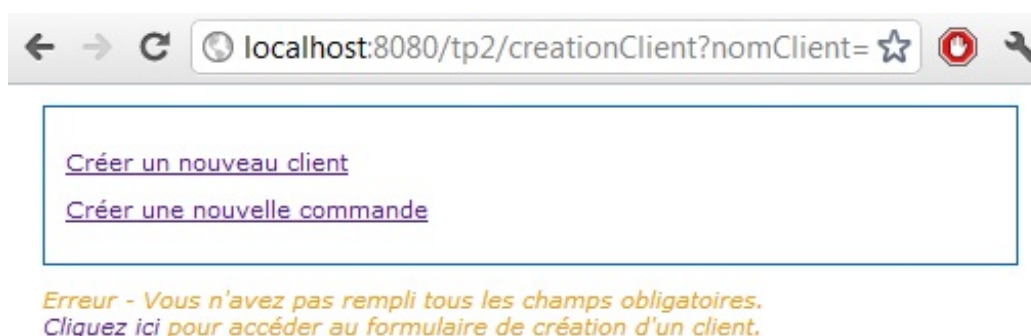 localhost:8080/tp2/creationClient?nomClient=
Créer un nouveau client
Créer une nouvelle commande
Erreur - Vous n'avez pas rempli tous les champs obligatoires.
Cliquez ici pour accéder au formulaire de création d'un client.